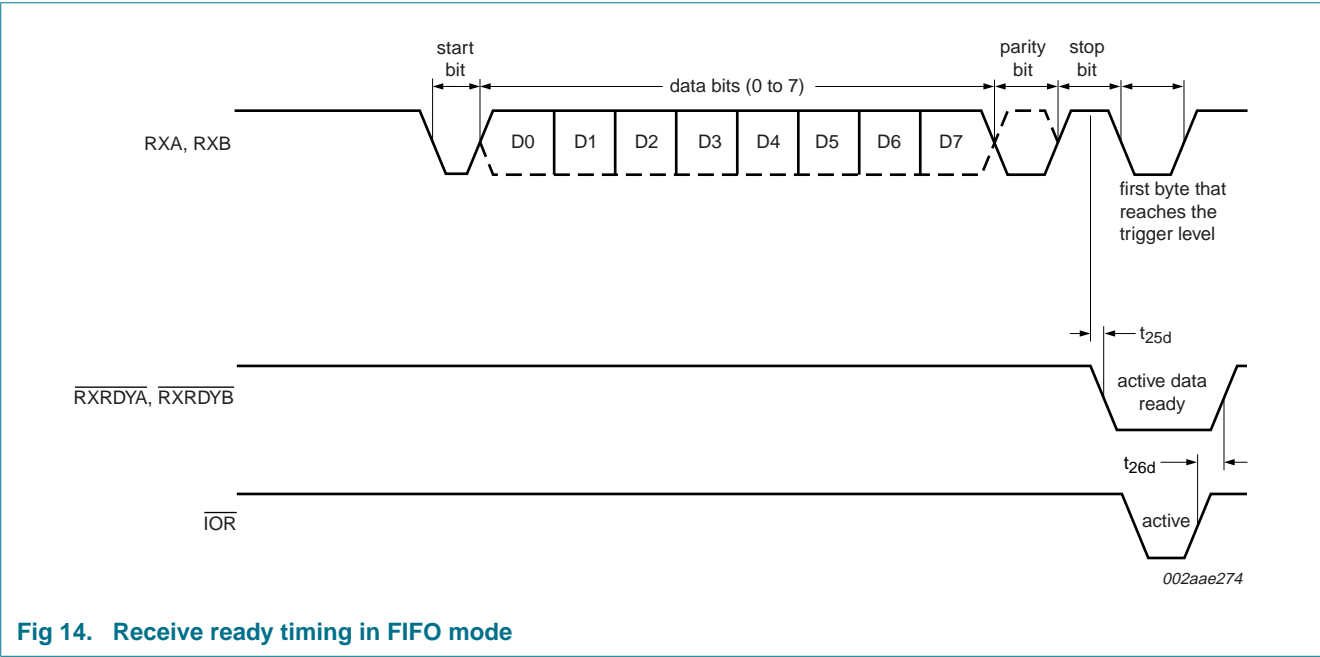 start
bit
data bits (0 to 7)
parity
bit
stop
bit
RXA, RXB
D0 D1 D2 D3 D4 D5 D6 D7
first byte that
reaches the
trigger level
t25d
RXRDYA, RXRDYB
active data
ready
t26d
IOR
active
002aae274
Fig 14. Receive ready timing in FIFO mode